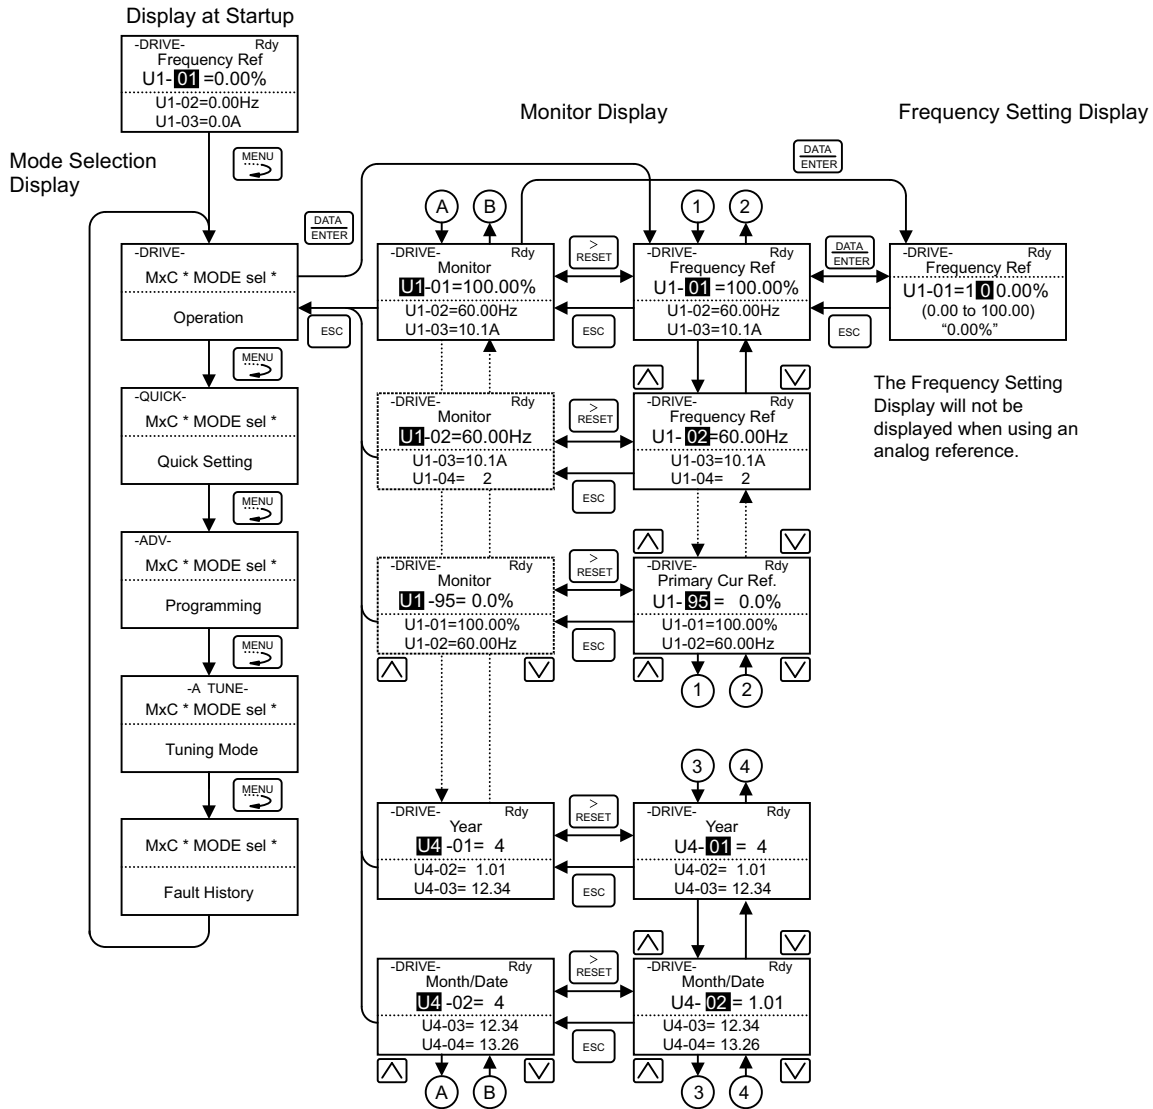 Display at Startup
-DRIVE- Rdy
Frequency Ref
U1- 01 =0.00%
U1-02=0.00Hz
U1-03=0.0A
MENU
Mode Selection
Display
Monitor Display
Frequency Setting Display
DATA
ENTER
DATA
ENTER
A
B
1
2
-DRIVE-
MxC * MODE sel *
Operation
-DRIVE- Rdy
Monitor
U1-01=100.00%
U1-02=60.00Hz
U1-03=10.1A
>
RESET
ESC
ESC
-DRIVE- Rdy
Frequency Ref
U1- 01 =100.00%
U1-02=60.00Hz
U1-03=10.1A
DATA
ENTER
ESC
-DRIVE- Rdy
Frequency Ref
U1-01=1 0 0.00%
(0.00 to 100.00)
“0.00%”
The Frequency Setting
Display will not be
displayed when using an
analog reference.
MENU
-QUICK-
MxC * MODE sel *
Quick Setting
-DRIVE- Rdy
Monitor
U1-02=60.00Hz
U1-03=10.1A
U1-04= 2
>
RESET
ESC
-DRIVE- Rdy
Frequency Ref
U1- 02=60.00Hz
U1-03=10.1A
U1-04= 2
MENU
-ADV-
MxC * MODE sel *
Programming
-DRIVE- Rdy
Monitor
U1 -95= 0.0%
U1-01=100.00%
U1-02=60.00Hz
>
RESET
ESC
-DRIVE- Rdy
Primary Cur Ref.
U1- 95 = 0.0%
U1-01=100.00%
U1-02=60.00Hz
1
2
MENU
-A TUNE-
MxC * MODE sel *
Tuning Mode
MENU
MxC * MODE sel *
Fault History
3
4
-DRIVE- Rdy
Year
U4 -01= 4
U4-02= 1.01
U4-03= 12.34
>
RESET
ESC
-DRIVE- Rdy
Year
U4- 01 = 4
U4-02= 1.01
U4-03= 12.34
-DRIVE- Rdy
Month/Date
U4 -02= 4
U4-03= 12.34
U4-04= 13.26
>
RESET
ESC
-DRIVE- Rdy
Month/Date
U4- 02 = 1.01
U4-03= 12.34
U4-04= 13.26
A
B
3
4